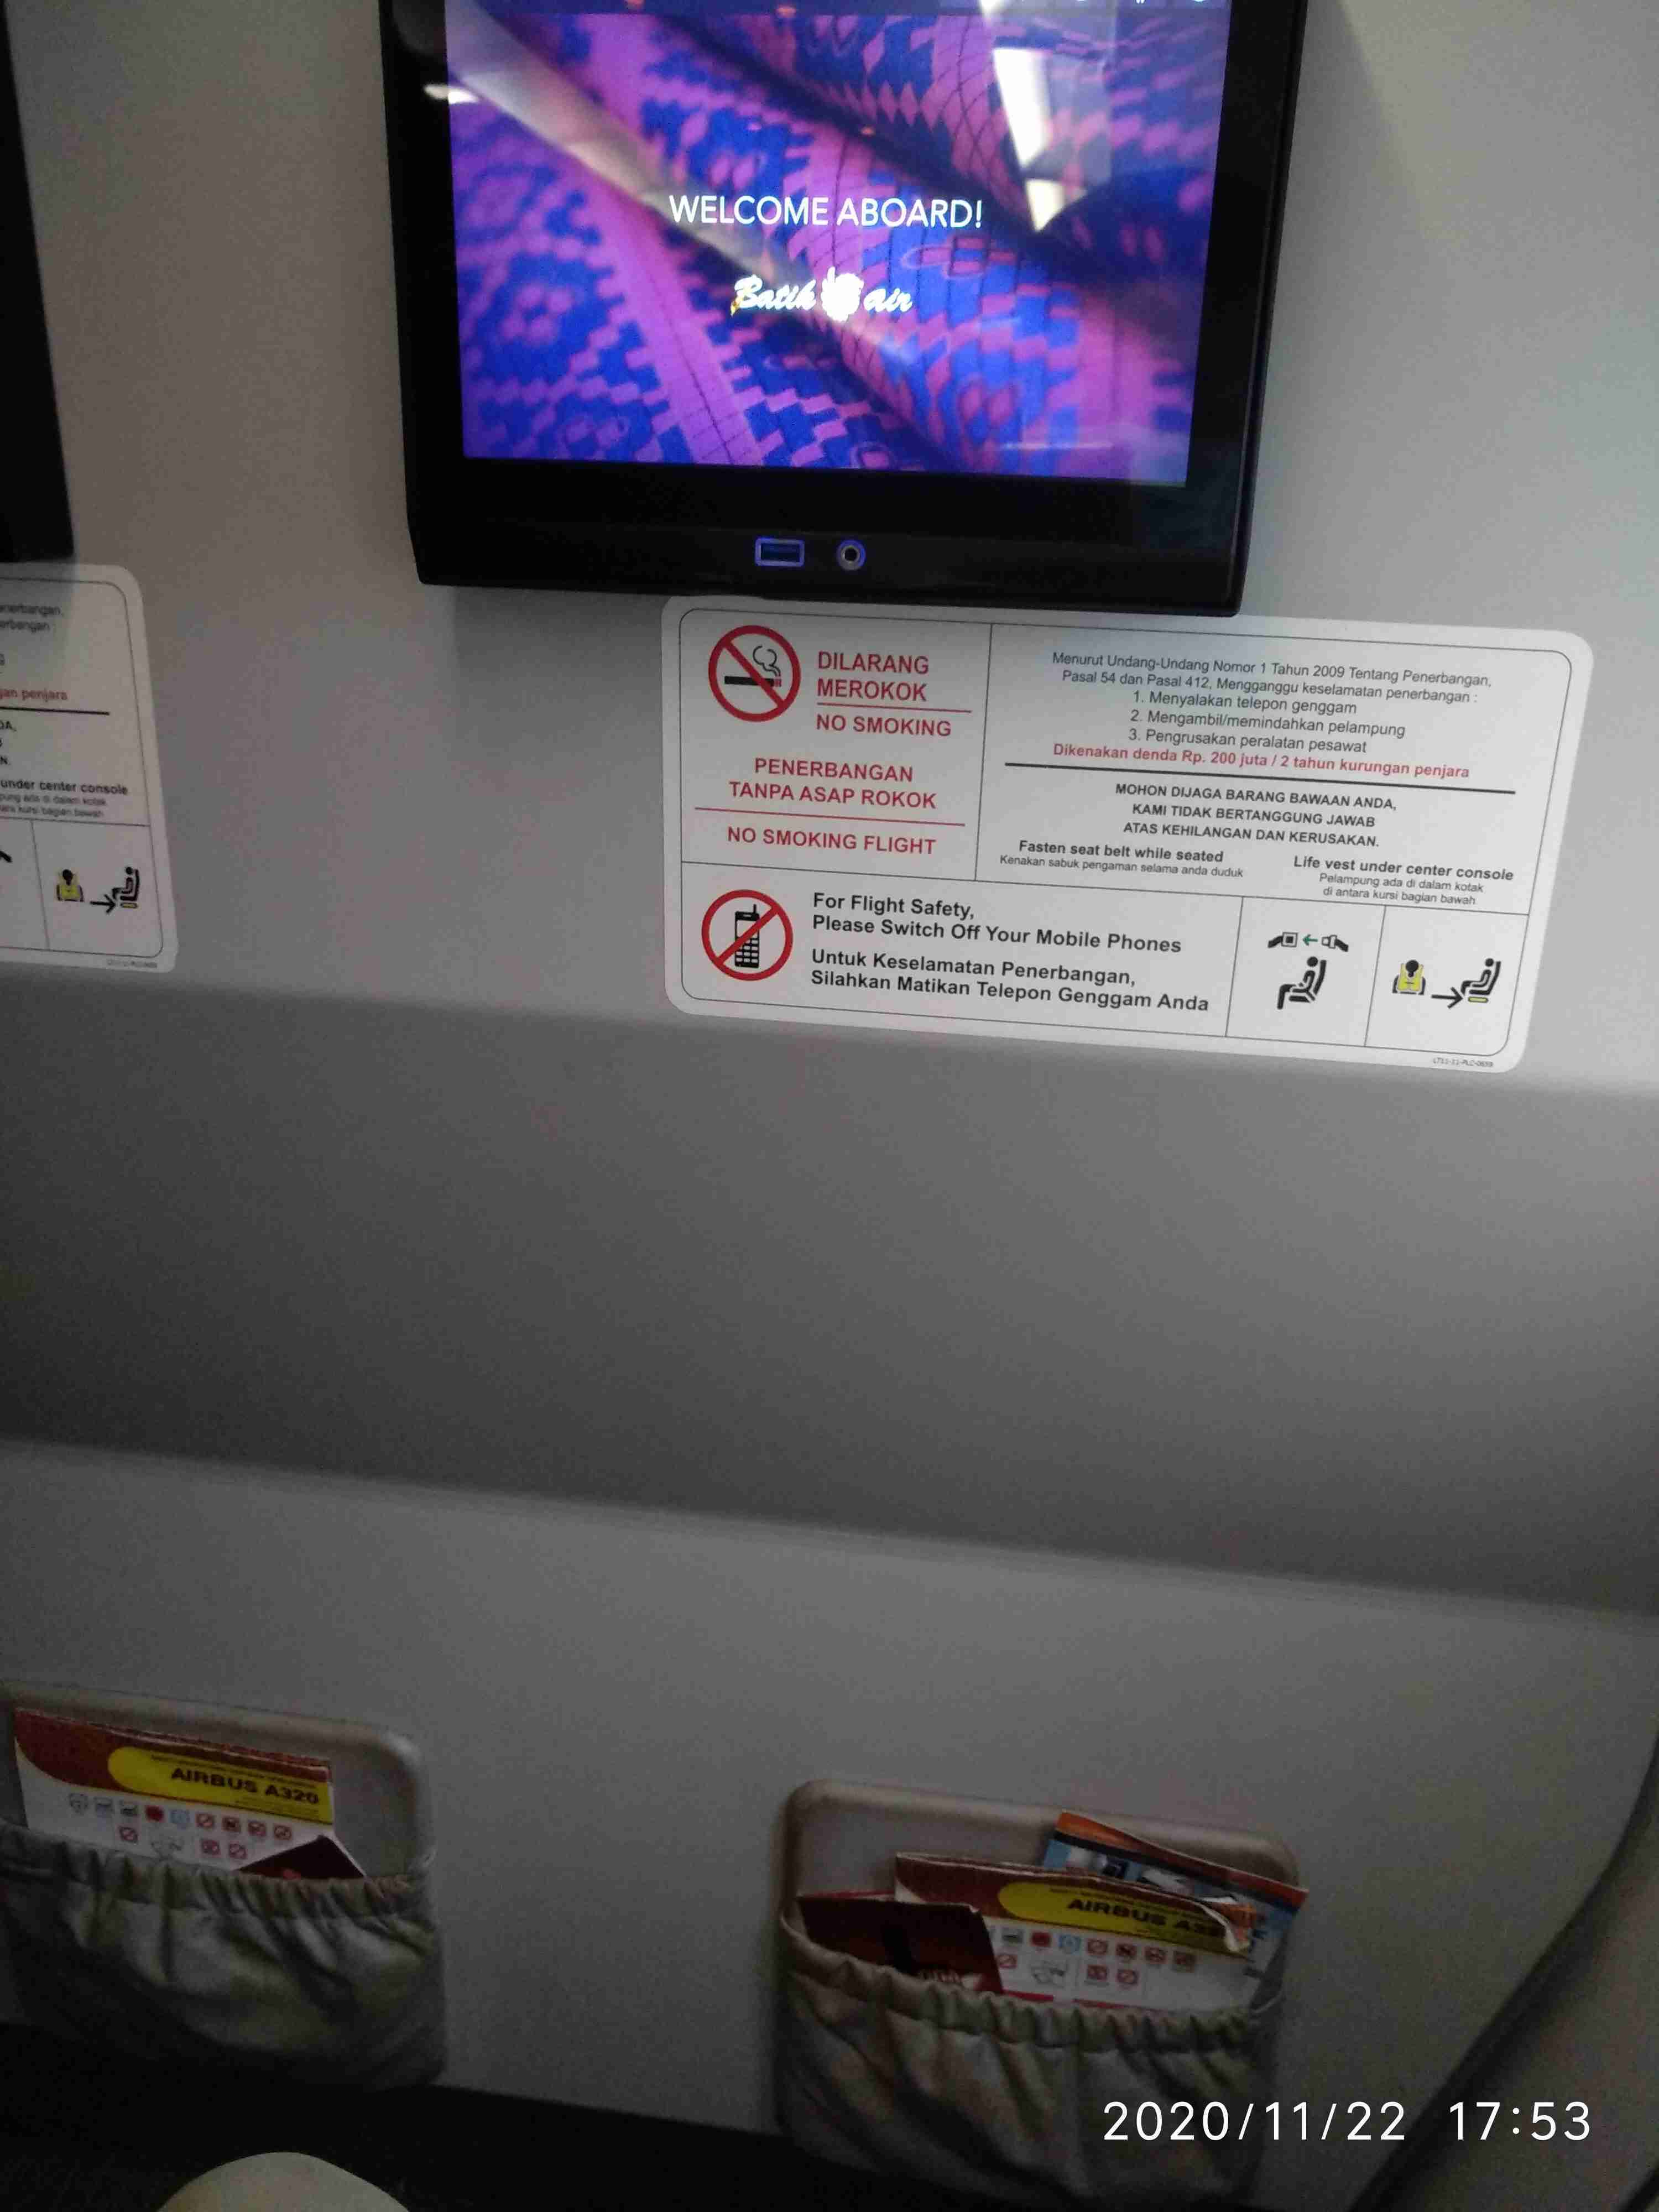 WELCOME ABOARD!
Batik air
DILARANG
MEROKOK
NO SMOKING
PENERBANGAN
TANPA ASAP ROKOK
NO SMOKING FLIGHT
Menurut Undang-Undang Nomor 1 Tahun 2009 Tentang Penerbangan,
Pasal 54 dan Pasal 412, Mengganggu keselamatan penerbangan :
1. Menyalakan telepon genggam
2. Mengambil/memindahkan pelampung
3. Pengrusakan peralatan pesawat
Dikenakan denda Rp. 200 juta / 2 tahun kurungan penjara
MOHON DIJAGA BARANG BAWAAN ANDA,
KAMI TIDAK BERTANGGUNG JAWAB
ATAS KEHILANGAN DAN KERUSAKAN.
Fasten seat belt while seated
Kenakan sabuk pengaman selama anda duduk
Life vest under center console
Pelampung ada di dalam kotak
di antara kursi bagian bawah
For Flight Safety,
Please Switch Off Your Mobile Phones
Untuk Keselamatan Penerbangan,
Silahkan Matikan Telepon Genggam Anda
penjara
under center console
kursi bagian bawah
AIRBUS A320
AIRBUS
2020/11/22 17:53